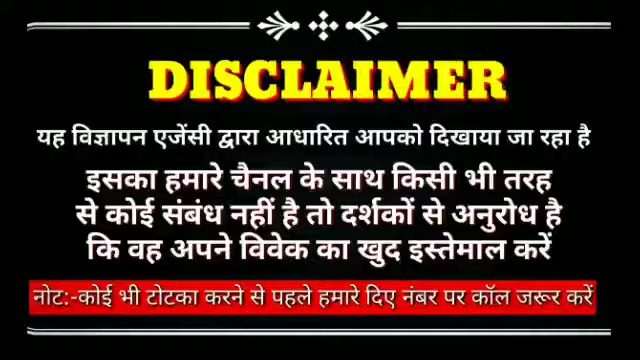 DISCLAIMER
यह विज्ञापन एजेंसी द्वारा आधारित आपको दिखाया जा रहा है
इसका हमारे चैनल के साथ किसी भी तरह
से कोई संबंध नहीं है तो दर्शकों से अनुरोध है
कि वह अपने विवेक का खुद इस्तेमाल करें
नोट:-कोई भी टोटका करने से पहले हमारे दिए नंबर पर कॉल जरूर करें